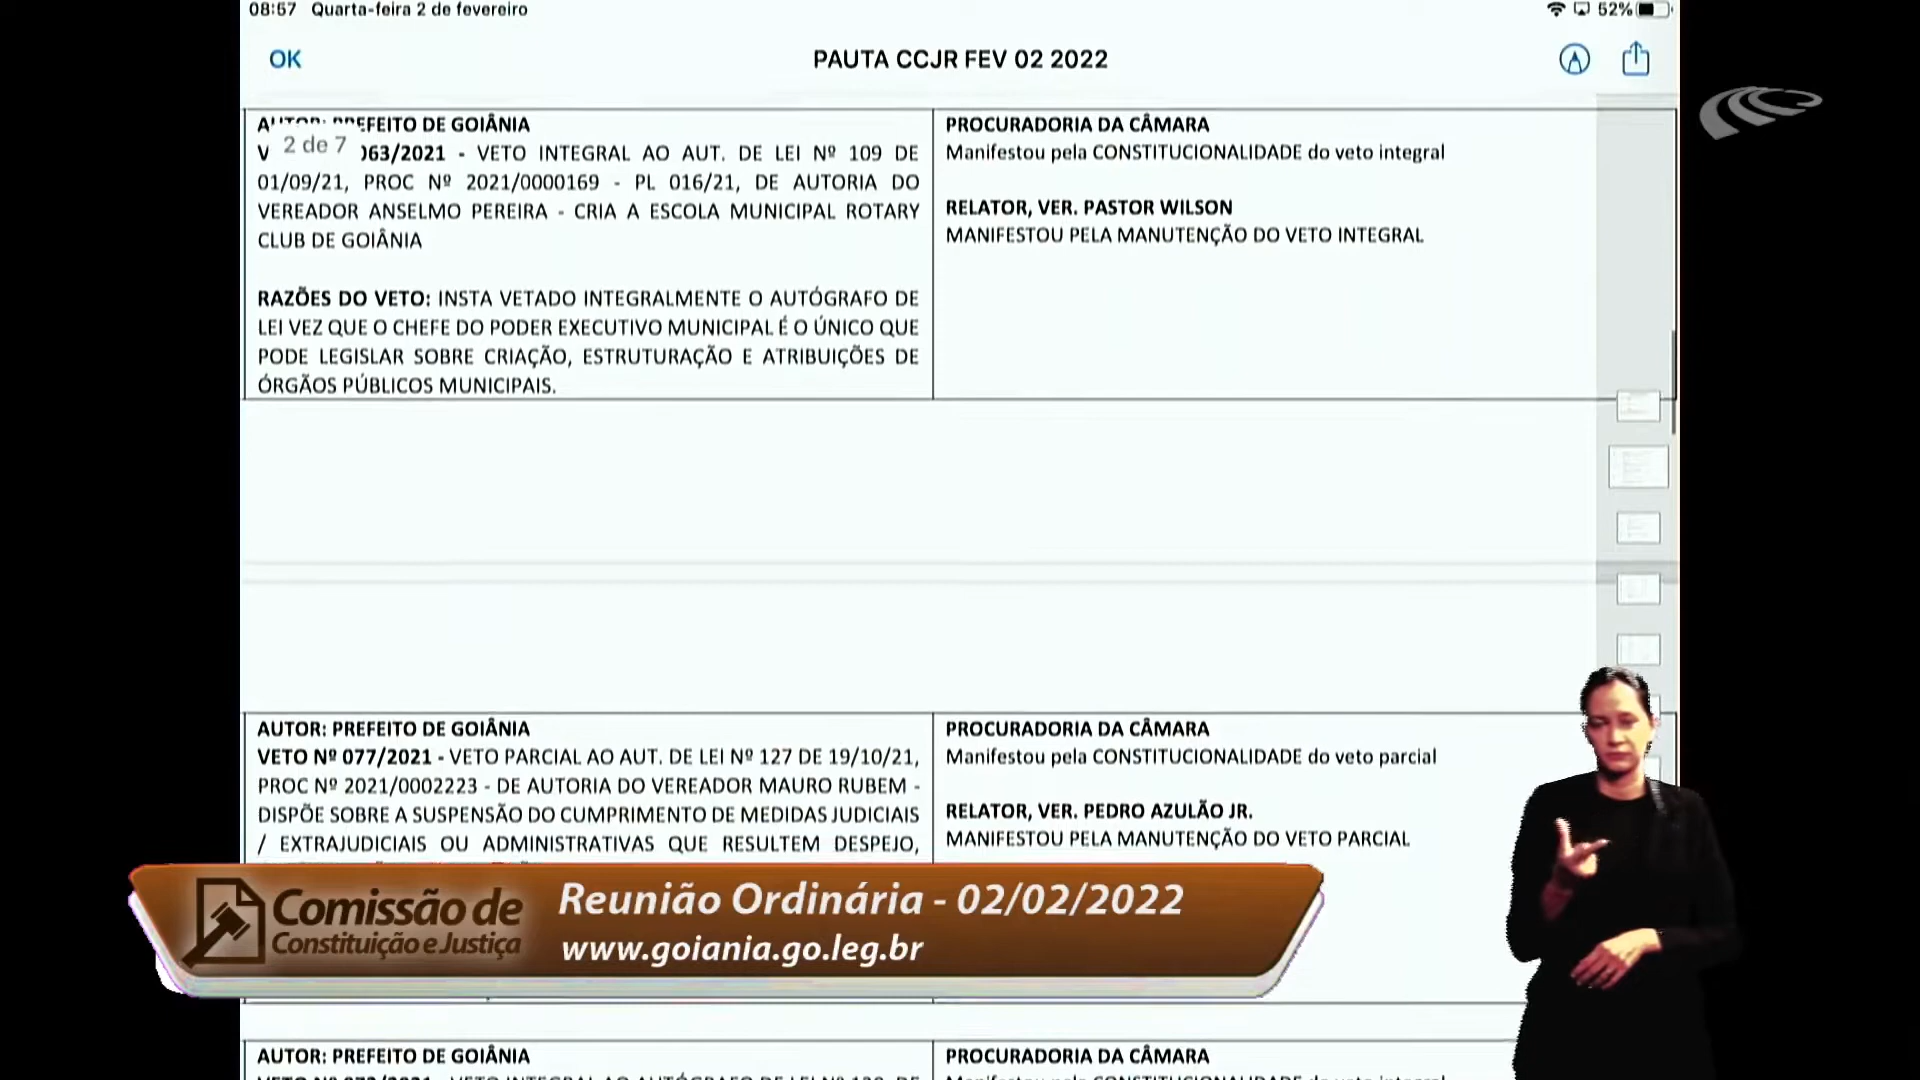 08:57 Quarta-feira 2 de fevereiro
52%
OK
PAUTA CCJR FEV 02 2022
PREFEITO DE GOIÂNIA
2 de 7
063/2021 - VETO INTEGRAL AO AUT. DE LEI Nº 109 DE
01/09/21, PROC Nº 2021/0000169 - PL 016/21, DE AUTORIA DO
VEREADOR ANSELMO PEREIRA - CRIA A ESCOLA MUNICIPAL ROTARY
CLUB DE GOIÂNIA
RAZÕES DO VETO: INSTA VETADO INTEGRALMENTE O AUTÓGRAFO DE
LEI VEZ QUE O CHEFE DO PODER EXECUTIVO MUNICIPAL É O ÚNICO QUE
PODE LEGISLAR SOBRE CRIAÇÃO, ESTRUTURAÇÃO E ATRIBUIÇÕES DE
ÓRGÃOS PÚBLICOS MUNICIPAIS.
PROCURADORIA DA CÂMARA
Manifestou pela CONSTITUCIONALIDADE do veto integral
RELATOR, VER. PASTOR WILSON
MANIFESTOU PELA MANUTENÇÃO DO VETO INTEGRAL
AUTOR: PREFEITO DE GOIÂNIA
VETO Nº 077/2021 - VETO PARCIAL AO AUT. DE LEI Nº 127 DE 19/10/21,
PROC Nº 2021/0002223 - DE AUTORIA DO VEREADOR MAURO RUBEM -
DISPÕE SOBRE A SUSPENSÃO DO CUMPRIMENTO DE MEDIDAS JUDICIAIS
/ EXTRAJUDICIAIS OU ADMINISTRATIVAS QUE RESULTEM DESPEJO,
PROCURADORIA DA CÂMARA
Manifestou pela CONSTITUCIONALIDADE do veto parcial
RELATOR, VER. PEDRO AZULÃO JR.
MANIFESTOU PELA MANUTENÇÃO DO VETO PARCIAL
Comissão de
Constituição e Justiça
Reunião Ordinária - 02/02/2022
www.goiania.go.leg.br
AUTOR: PREFEITO DE GOIÂNIA
PROCURADORIA DA CÂMARA